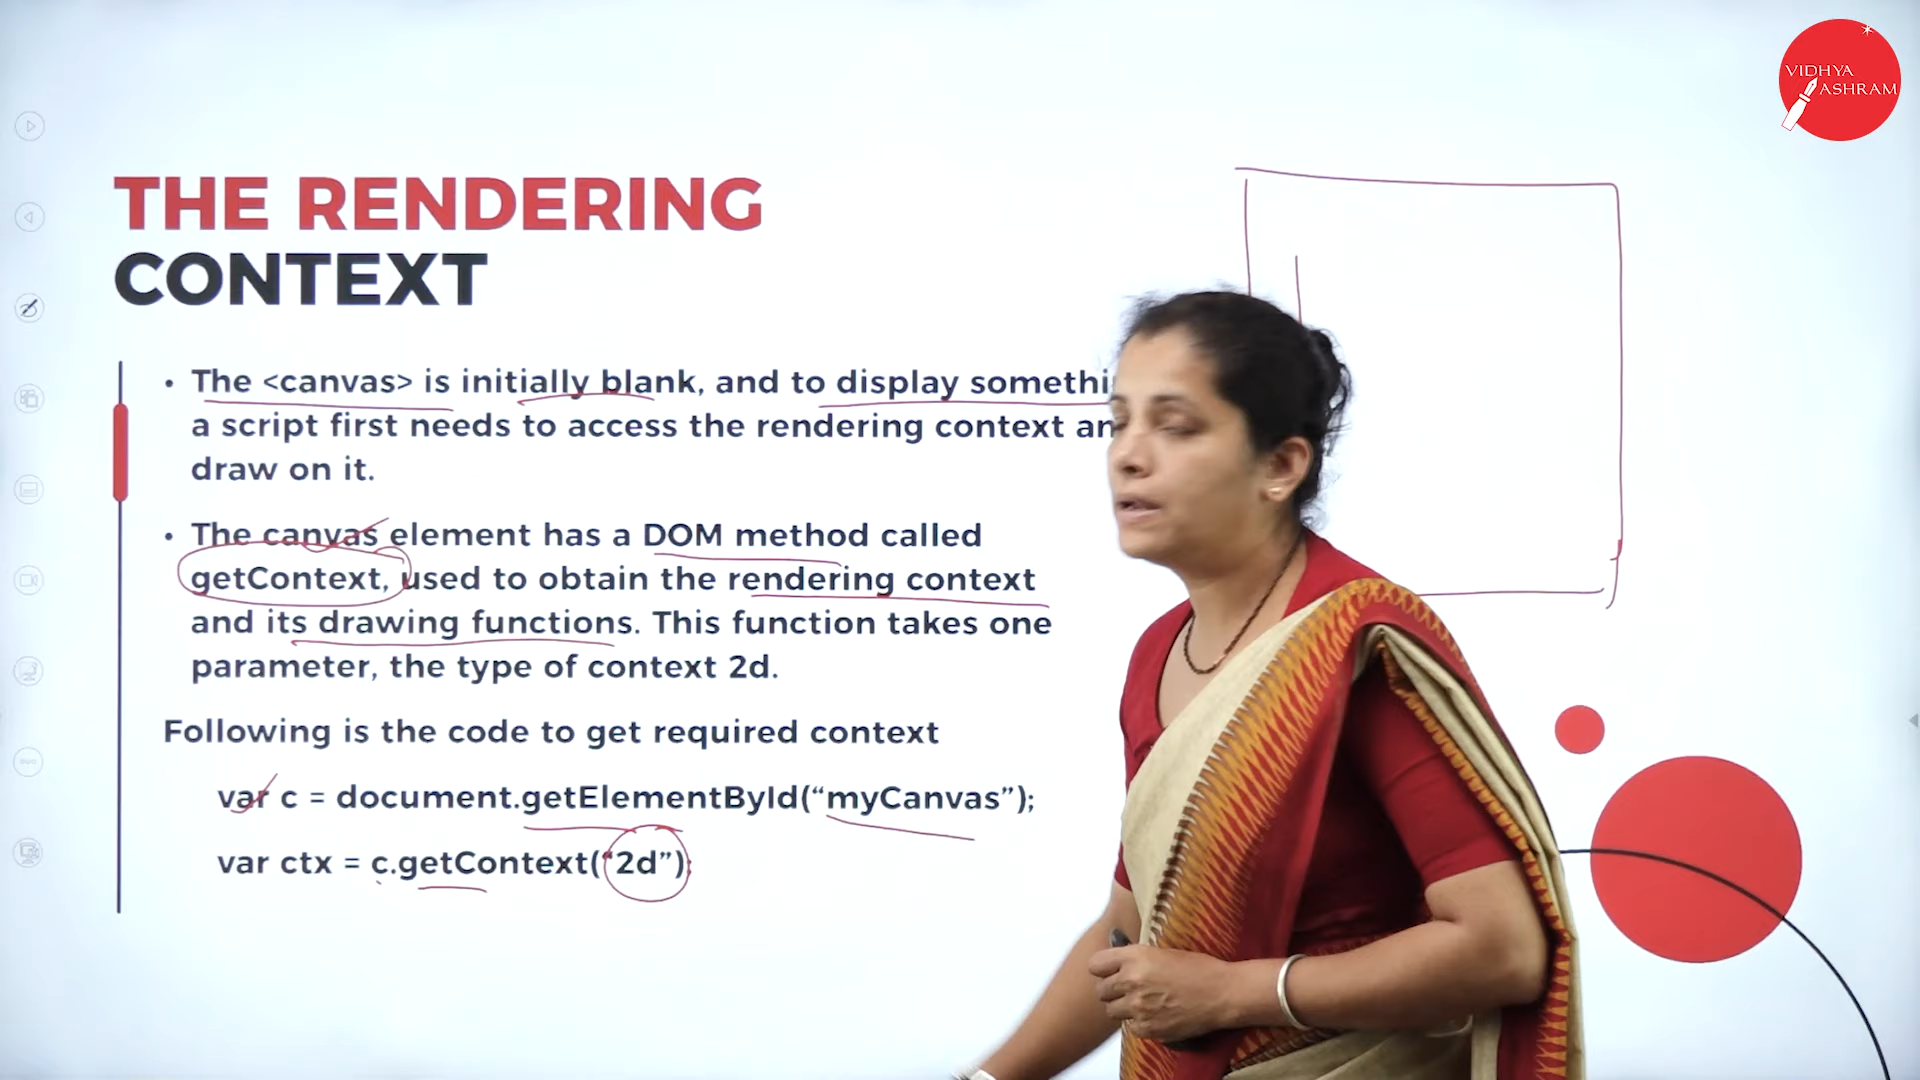 VIDHYA
ASHRAM
THE RENDERING
CONTEXT
• The <canvas> is initially blank, and to display
a script first needs to access the rendering context
draw on it.
• The canvas element has a DOM method called
getContext, used to obtain the rendering context
and its drawing functions. This function takes one
parameter, the type of context 2d.
Following is the code to get required context
var c = document.getElementById(“myCanvas”);
var ctx = c.getContext(“2d”);